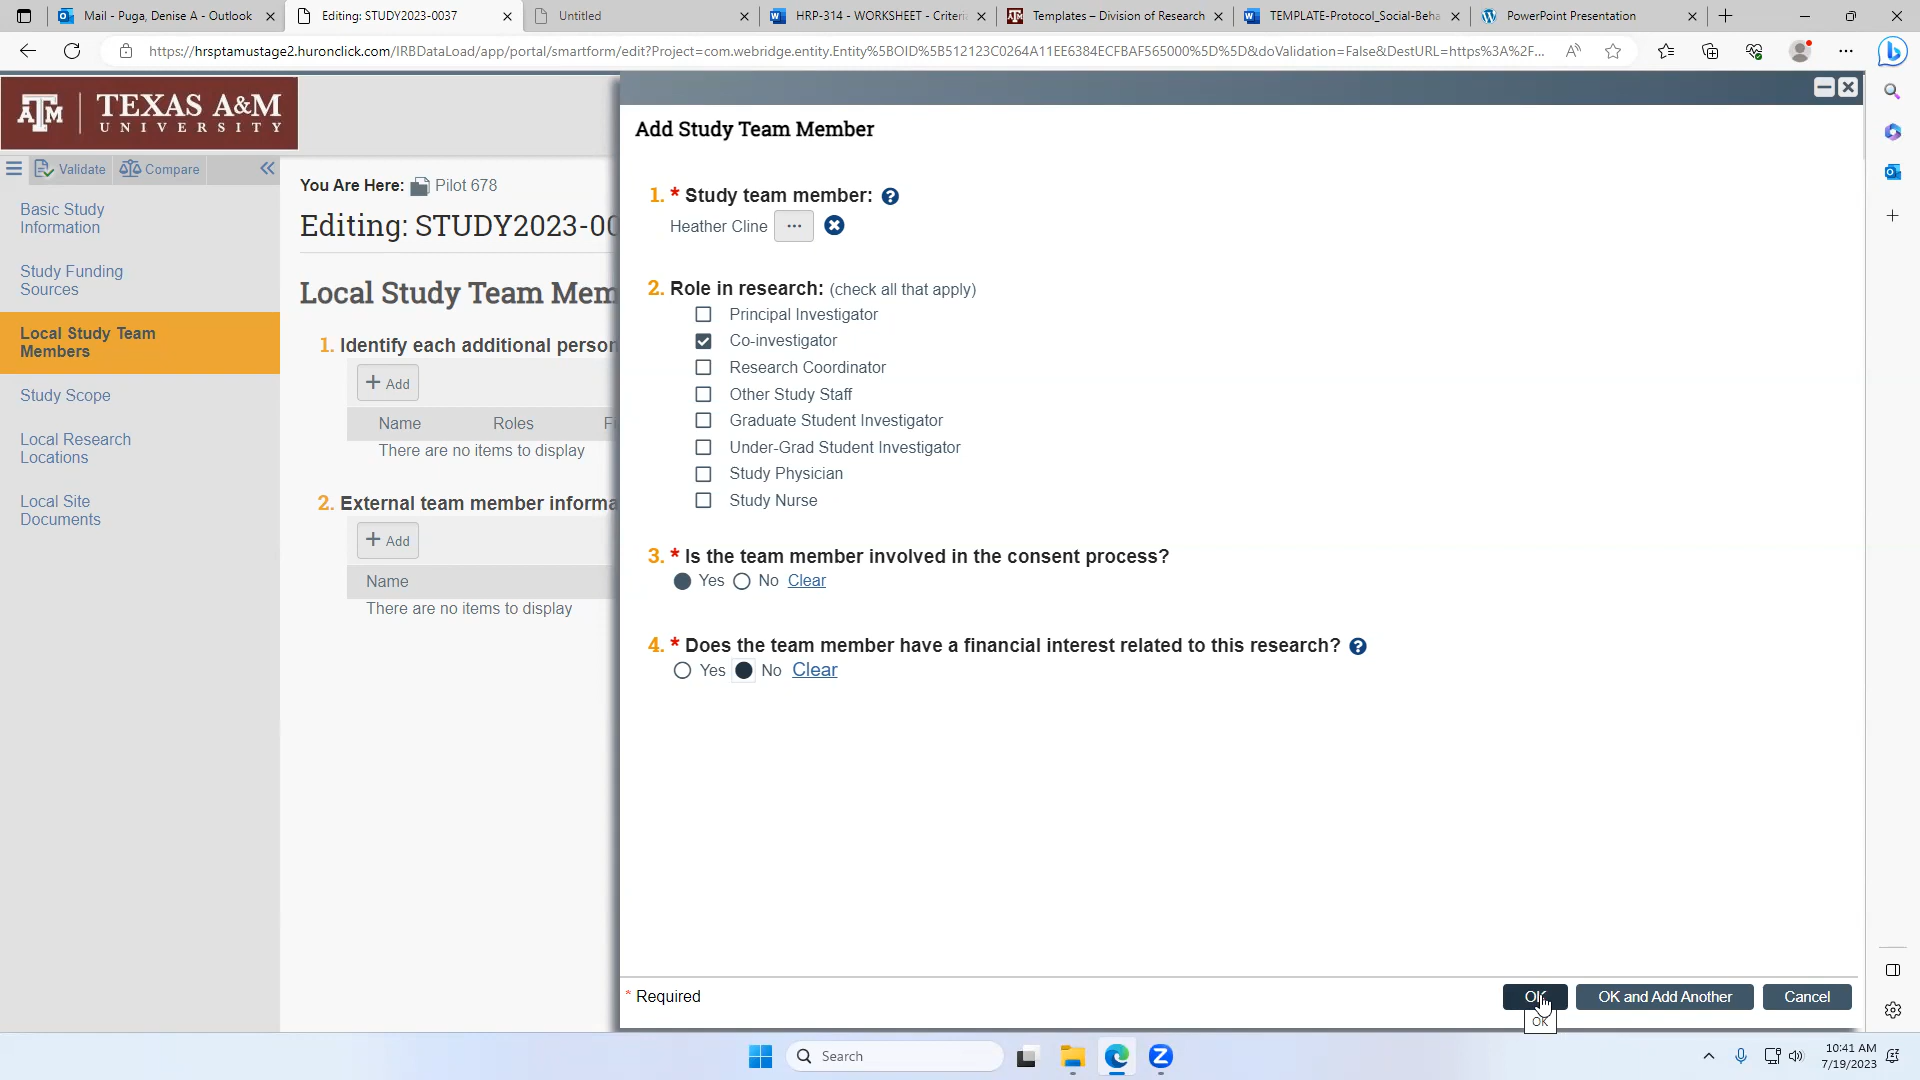 Mail - Puga, Denise A - Outlook
Editing: STUDY2023-0037
Untitled
HRP-314 - WORKSHEET - Criteri
Templates – Division of Research
TEMPLATE-Protocol_Social-Beha
PowerPoint Presentation
https://hrsptamustage2.huronclick.com/IRBDataLoad/app/portal/smartform/edit?Project=com.webridge.entity.Entity%5BOID%5B512123C0264A11EE6384ECFBAF565000%5D%5D&doValidation=False&DestURL=https%3A%2F...
TEXAS A&M
UNIVERSITY
Validate
Compare
Basic Study
Information
Study Funding
Sources
Local Study Team
Members
Study Scope
Local Research
Locations
Local Site
Documents
You Are Here: Pilot 678
Editing: STUDY2023-00
Local Study Team Mem
1. Identify each additional person
+ Add
Name Roles F
There are no items to display
2. External team member informa
+ Add
Name
There are no items to display
Add Study Team Member
1. * Study team member:
Heather Cline ...
2. Role in research: (check all that apply)
Principal Investigator
Co-investigator
Research Coordinator
Other Study Staff
Graduate Student Investigator
Under-Grad Student Investigator
Study Physician
Study Nurse
3. * Is the team member involved in the consent process?
Yes No Clear
4. * Does the team member have a financial interest related to this research?
Yes No Clear
* Required
OK
OK and Add Another
Cancel
OK
Search
10:41 AM
7/19/2023